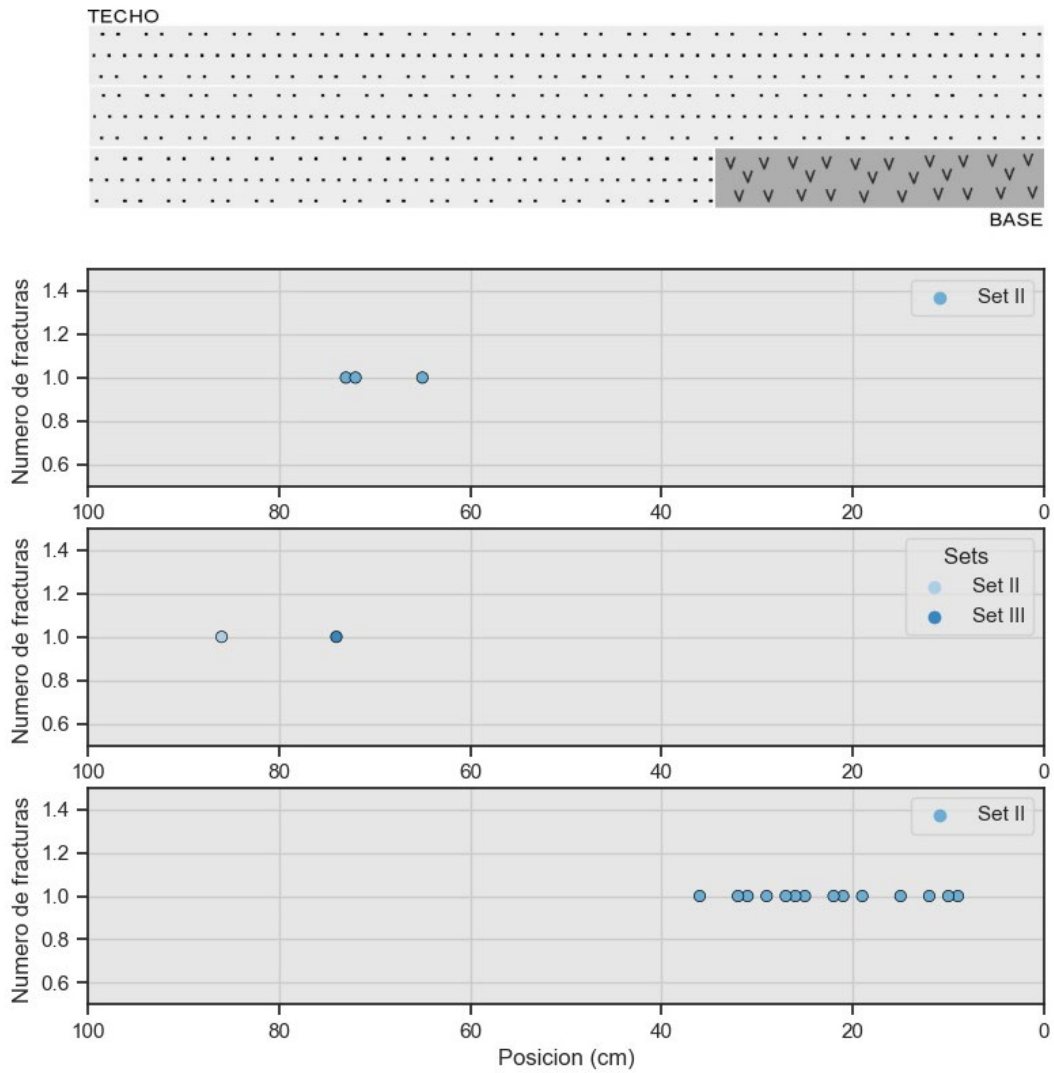 TECHO
BASE
Numero de fracturas
1.4
1.2
1.0
0.8
0.6
Set II
100 80 60 40 20 0
Numero de fracturas
1.4
1.2
1.0
0.8
0.6
Sets
Set II
Set III
100 80 60 40 20 0
Numero de fracturas
1.4
1.2
1.0
0.8
0.6
Set II
100 80 60 40 20 0
Posicion (cm)